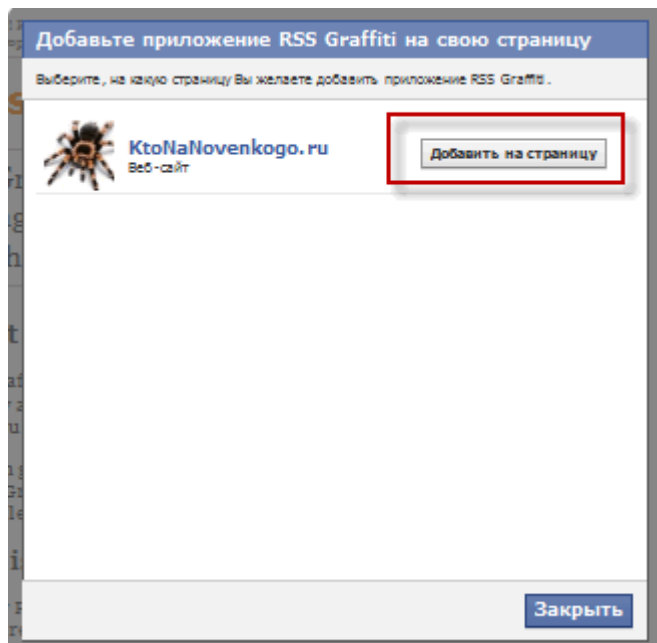 Добавьте приложение RSS Graffiti на свою страницу
Выберите, на какую страницу Вы желаете добавить приложение RSS Graffiti.
KtoNaNovenkogo.ru
Веб-сайт
Добавить на страницу
Закрыть